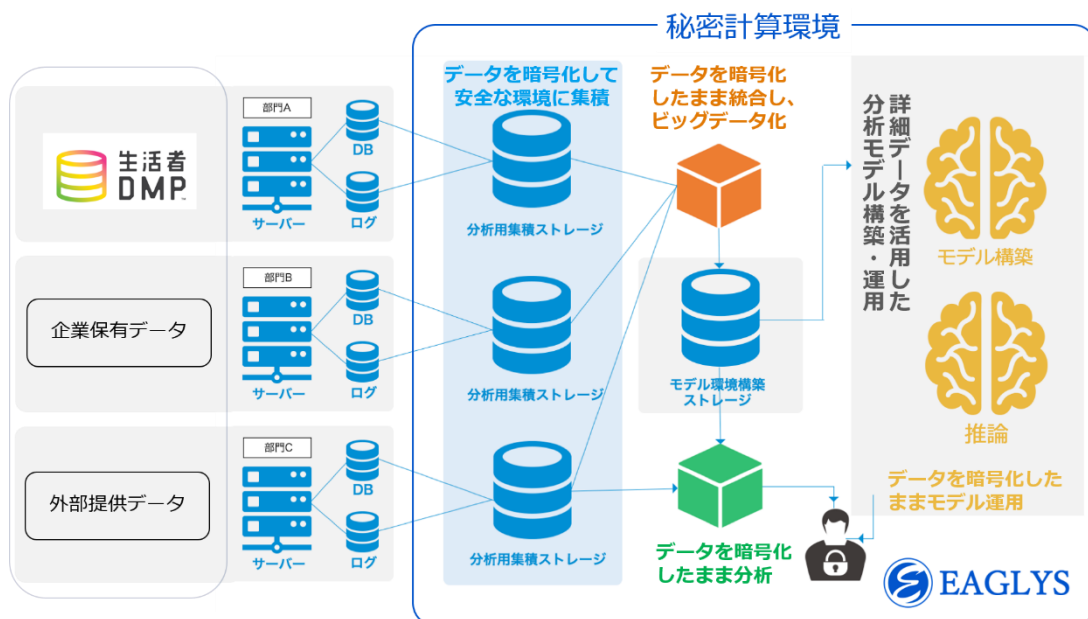 秘密計算環境
生活者
DMP™
部門A
サーバー
DB
ログ
企業保有データ
部門B
サーバー
DB
ログ
外部提供データ
部門C
サーバー
DB
ログ
データを暗号化して
安全な環境に集積
分析用集積ストレージ
分析用集積ストレージ
分析用集積ストレージ
データを暗号化
したまま統合し、
ビッグデータ化
モデル環境構築
ストレージ
データを暗号化
したまま分析
詳細データを活用した
分析モデル構築・運用
モデル構築
推論
データを暗号化した
ままモデル運用
EAGLYS